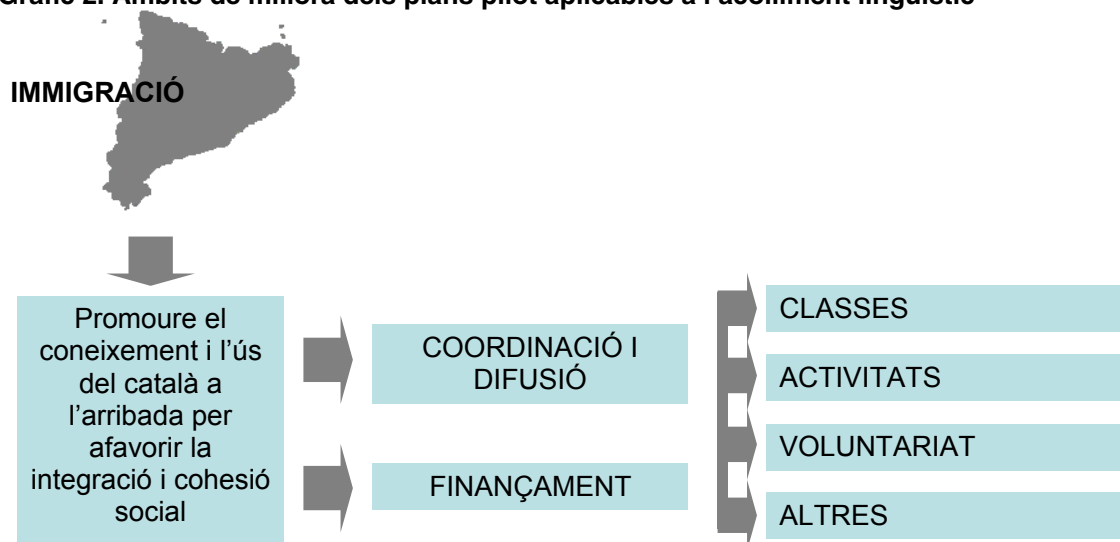 Gràfic 2. Àmbits de millora dels plans pilot aplicables a l'acolliment lingüístic
IMMIGRACIÓ
Promoure el
coneixement i l'ús
del català a
l'arribada per
afavorir la
integració i cohesió
social
COORDINACIÓ I
DIFUSIÓ
FINANÇAMENT
CLASSES
ACTIVITATS
VOLUNTARIAT
ALTRES